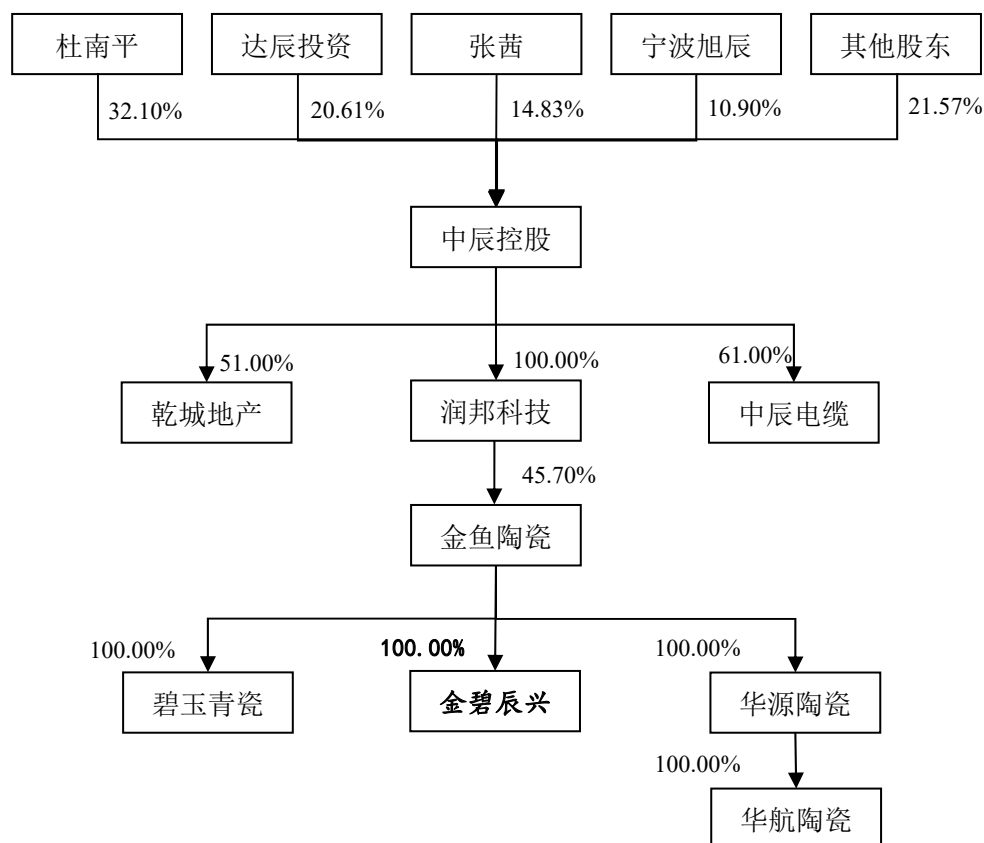 杜南平
达辰投资
张茜
宁波旭辰
其他股东
32.10%
20.61%
14.83%
10.90%
21.57%
中辰控股
51.00%
100.00%
61.00%
乾城地产
润邦科技
中辰电缆
45.70%
金鱼陶瓷
100.00%
100.00%
100.00%
碧玉青瓷
金碧辰兴
华源陶瓷
100.00%
华航陶瓷